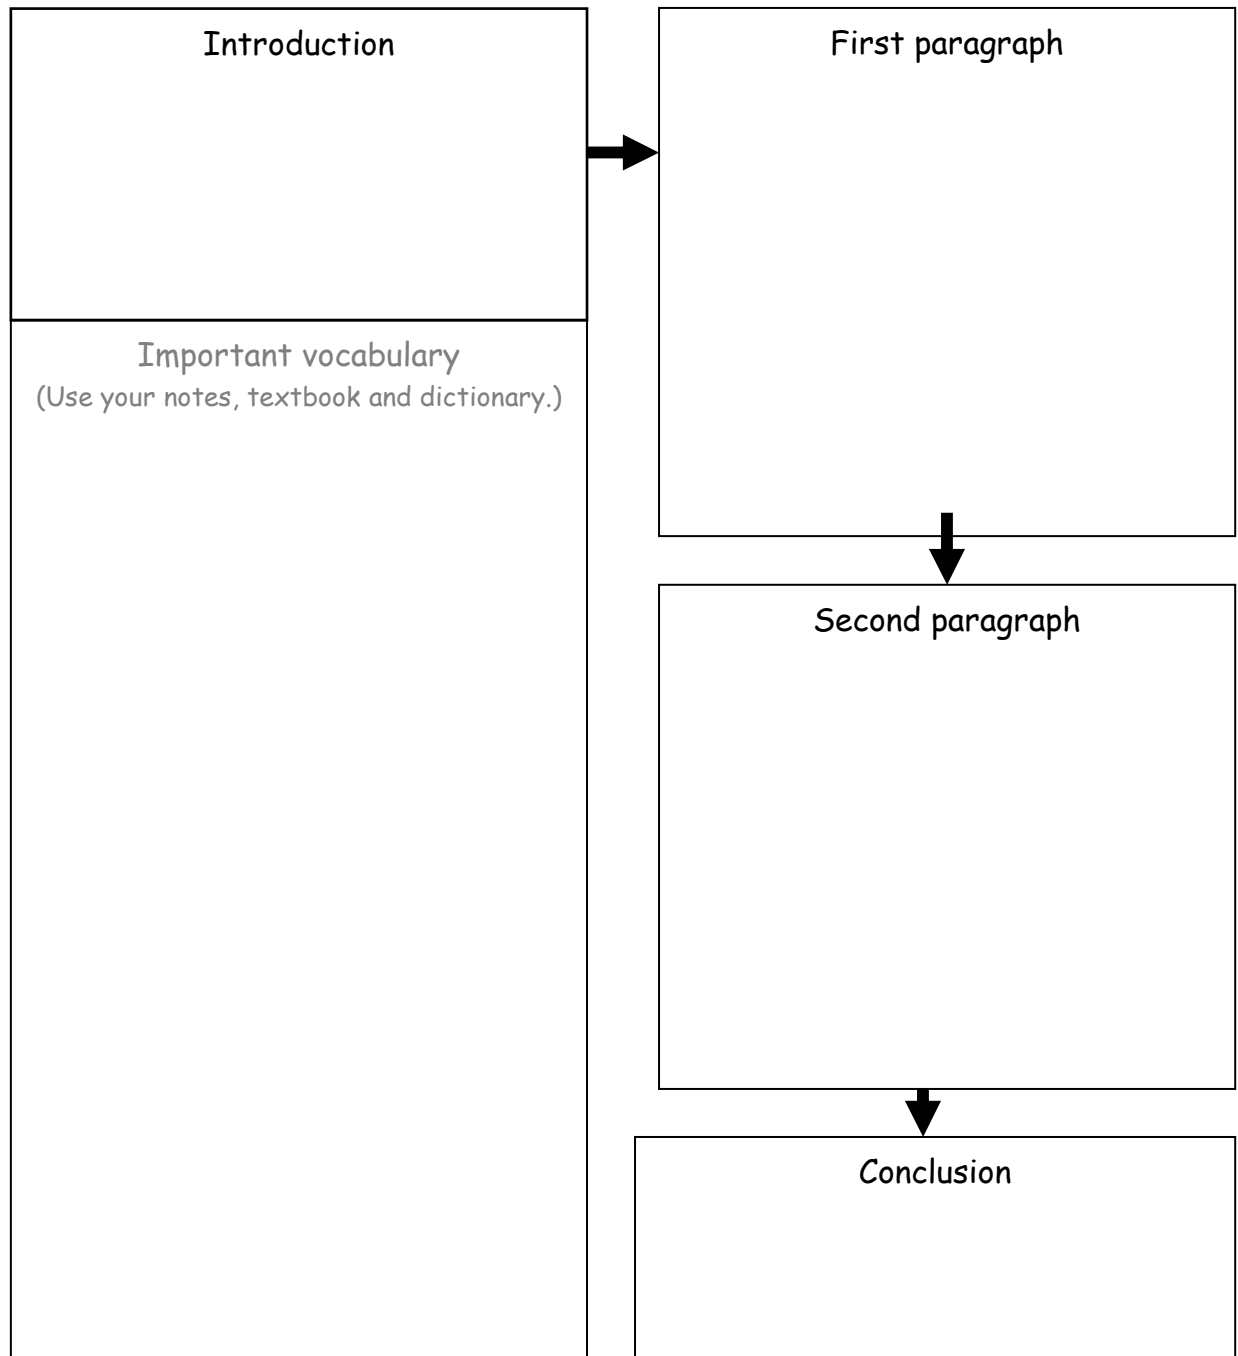 Introduction
Important vocabulary
(Use your notes, textbook and dictionary.)
First paragraph
Second paragraph
Conclusion